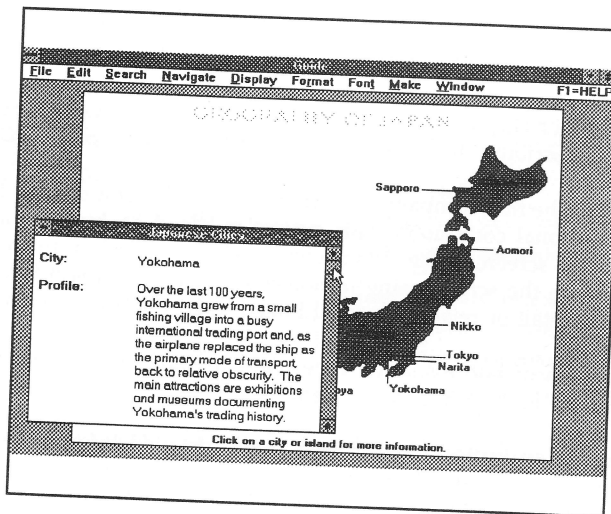 Guide
File Edit Search Navigate Display Format Font Make Window F1=HELP
GEOGRAPHY OF JAPAN
Sapporo
Aomori
Nikko
Tokyo
Narita
Yokohama
oya
Japanese Cities
City: Yokohama
Profile: Over the last 100 years,
Yokohama grew from a small
fishing village into a busy
international trading port and, as
the airplane replaced the ship as
the primary mode of transport,
back to relative obscurity. The
main attractions are exhibitions
and museums documenting
Yokohama's trading history.
Click on a city or island for more information.